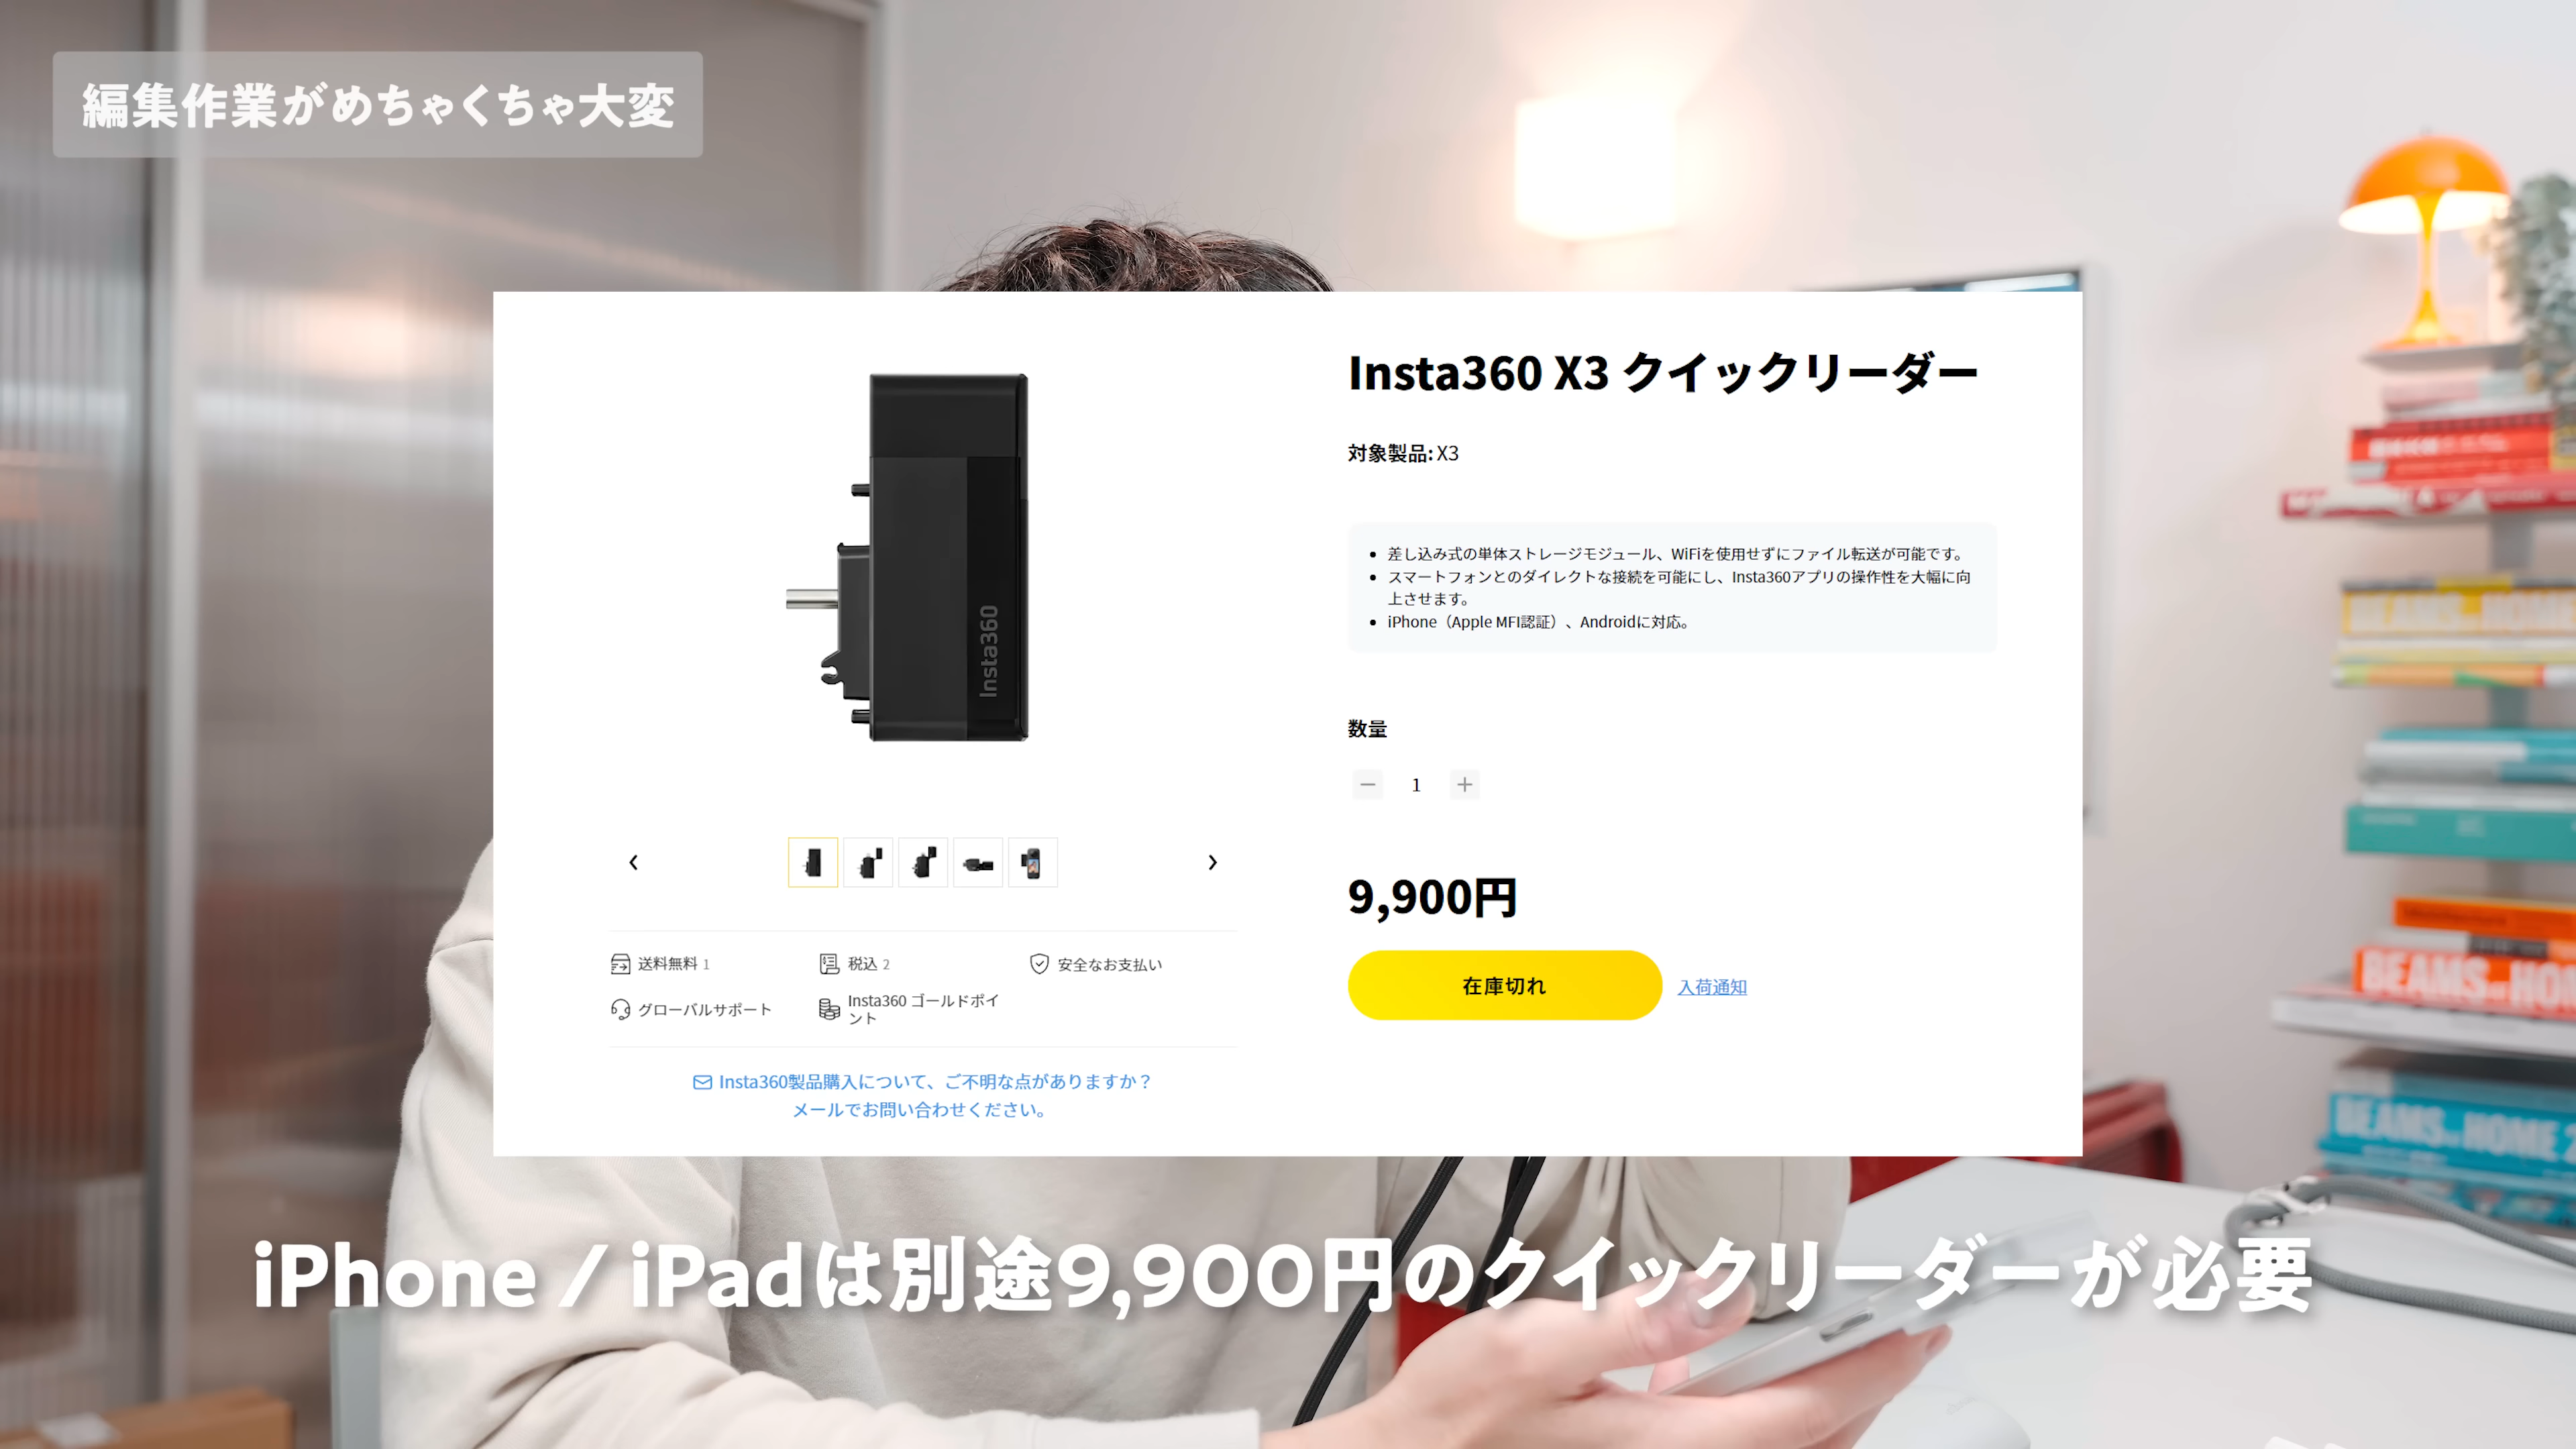 編集作業がめちゃくちゃ大変
Insta360
Insta360 X3 クイックリーダー
対象製品: X3
差し込み式の単体ストレージモジュール、WiFiを使用せずにファイル転送が可能です。
スマートフォンとのダイレクトな接続を可能にし、Insta360アプリの操作性を大幅に向
上させます。
iPhone（Apple MFI認証）、Androidに対応。
数量
− 1 +
9,900円
在庫切れ 入荷通知
送料無料 1 税込 2 安全なお支払い
グローバルサポート Insta360 ゴールドポイ
ント
Insta360製品購入について、ご不明な点がありますか？
メールでお問い合わせください。
BEAMS
BEAMS
BEAMS
iPhone / iPadは別途9,900円のクイックリーダーが必要